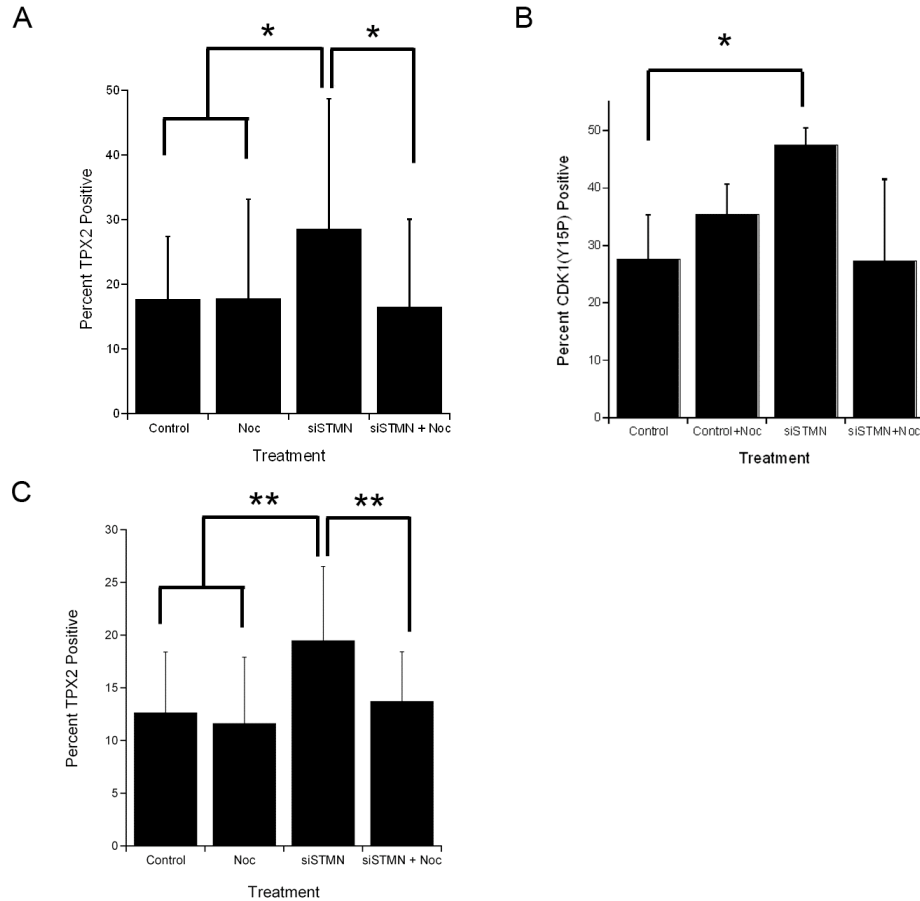 A
*
*
50
40
30
20
10
0
Percent TPX2 Positive
Control
Noc
siSTMN
siSTMN + Noc
Treatment
B
*
50
40
30
20
10
0
Percent CDK1(Y15P) Positive
Control
Control+Noc
siSTMN
siSTMN+Noc
Treatment
C
**
**
30
25
20
15
10
5
0
Percent TPX2 Positive
Control
Noc
siSTMN
siSTMN + Noc
Treatment